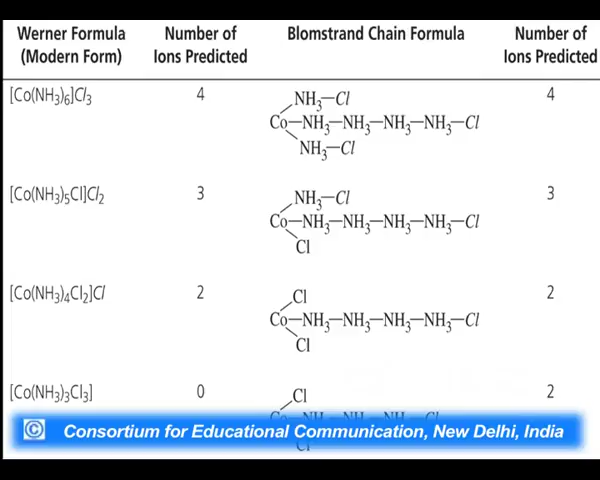 Werner Formula (Modern Form)
Number of Ions Predicted
Blomstrand Chain Formula
Number of Ions Predicted
[Co(NH₃)₆]Cl₃
4
NH₃—Cl
Co—NH₃—NH₃—NH₃—NH₃—Cl
NH₃—Cl
4
[Co(NH₃)₅Cl]Cl₂
3
NH₃—Cl
Co—NH₃—NH₃—NH₃—NH₃—Cl
Cl
3
[Co(NH₃)₄Cl₂]Cl
2
Cl
Co—NH₃—NH₃—NH₃—NH₃—Cl
Cl
2
[Co(NH₃)₃Cl₃]
0
Cl
2
© Consortium for Educational Communication, New Delhi, India